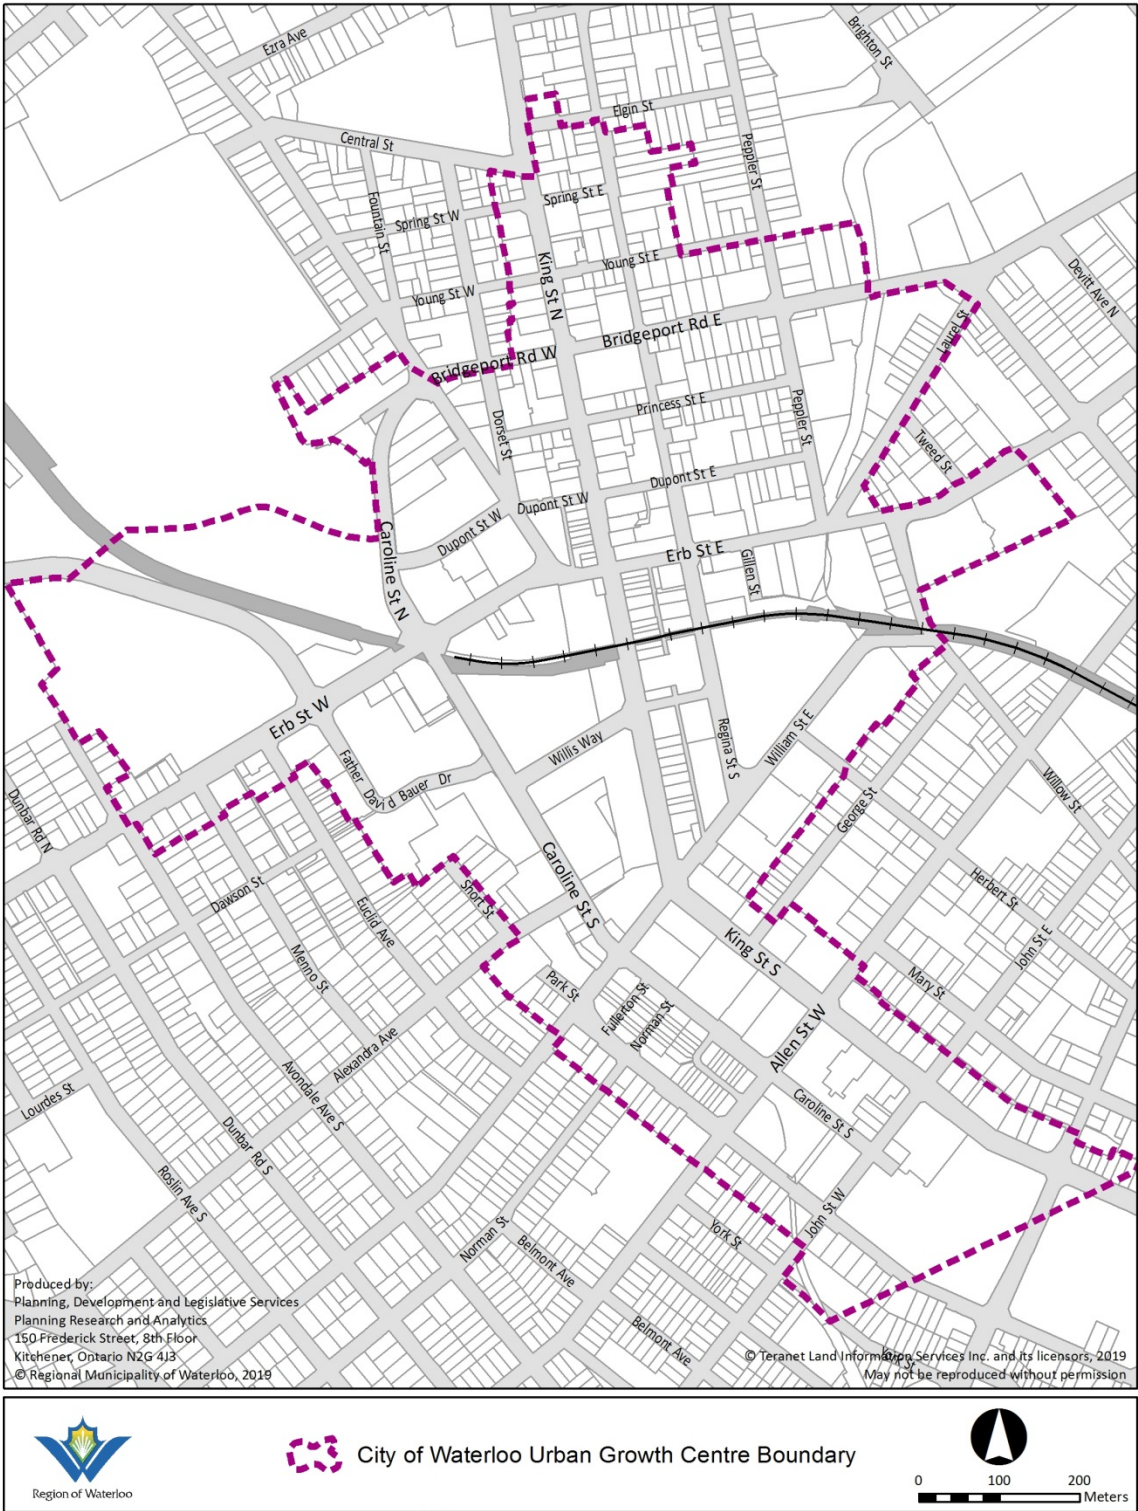 Ezra Ave
Brighton St
Elgin St
Central St
Peppler St
Fountain St
Spring St E
Spring St W
King St N
Young St E
Devitt Ave N
Young St W
Bridgeport Rd E
Laurel St
Bridgeport Rd W
Princess St E
Peppler St
Dorset St
Tweed St
Dupont St E
Dupont St W
Dupont St W
Caroline St N
Erb St E
Gillen St
Erb St W
Regina St S
William St E
Willis Way
Father David Bauer Dr
Willow St
Dunbar Rd N
George St
Caroline St S
Dawson St
Short St
Herbert St
Euclid Ave
King St S
John St E
Menno St
Park St
Mary St
Fullerton St
Norman St
Allen St W
Alexandra Ave
Lourdes St
Avondale Ave S
Caroline St S
Dunbar Rd S
Roslin Ave S
John St W
York St
Norman St
Belmont Ave
Belmont Ave
York St
Produced by:
Planning, Development and Legislative Services
Planning Research and Analytics
150 Frederick Street, 8th Floor
Kitchener, Ontario N2G 4J3
© Regional Municipality of Waterloo, 2019
© Teranet Land Information Services Inc. and its licensors, 2019
May not be reproduced without permission
Region of Waterloo
City of Waterloo Urban Growth Centre Boundary
0 100 200
Meters